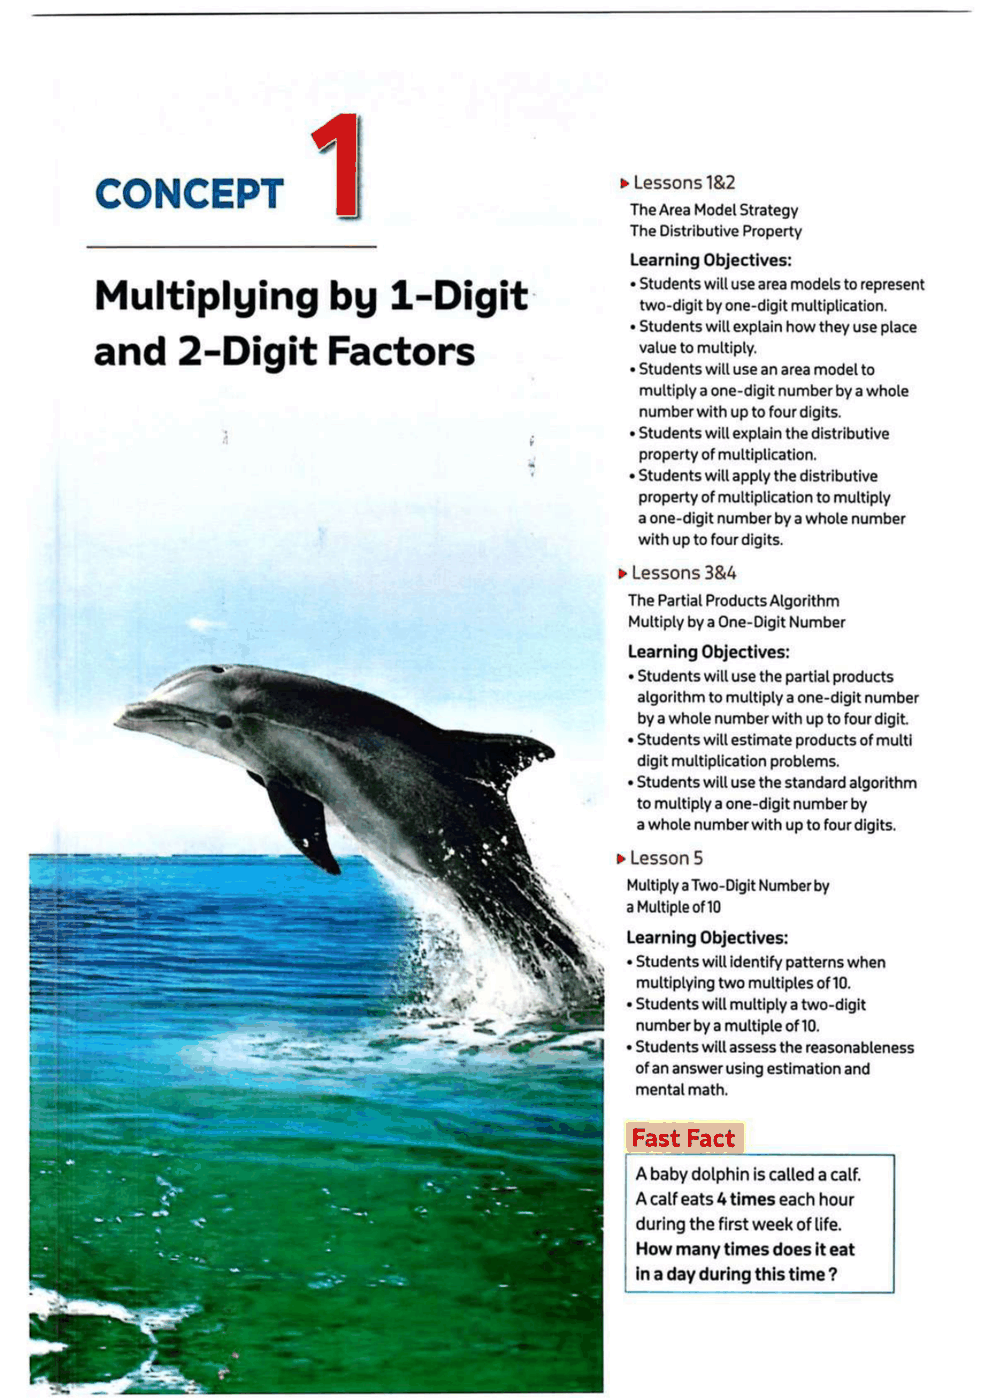 CONCEPT 1
Multiplying by 1-Digit
and 2-Digit Factors
Lessons 1&2
The Area Model Strategy
The Distributive Property
Learning Objectives:
• Students will use area models to represent
two-digit by one-digit multiplication.
• Students will explain how they use place
value to multiply.
• Students will use an area model to
multiply a one-digit number by a whole
number with up to four digits.
• Students will explain the distributive
property of multiplication.
• Students will apply the distributive
property of multiplication to multiply
a one-digit number by a whole number
with up to four digits.
Lessons 3&4
The Partial Products Algorithm
Multiply by a One-Digit Number
Learning Objectives:
• Students will use the partial products
algorithm to multiply a one-digit number
by a whole number with up to four digit.
• Students will estimate products of multi
digit multiplication problems.
• Students will use the standard algorithm
to multiply a one-digit number by
a whole number with up to four digits.
Lesson 5
Multiply a Two-Digit Number by
a Multiple of 10
Learning Objectives:
• Students will identify patterns when
multiplying two multiples of 10.
• Students will multiply a two-digit
number by a multiple of 10.
• Students will assess the reasonableness
of an answer using estimation and
mental math.
Fast Fact
A baby dolphin is called a calf.
A calf eats 4 times each hour
during the first week of life.
How many times does it eat
in a day during this time?